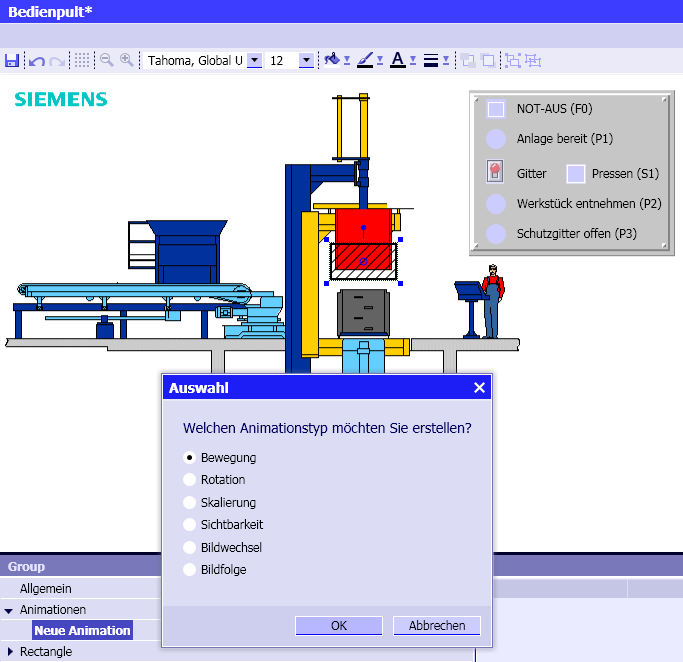 Bedienpult*
Tahoma, Global U 12
A
SIEMENS
NOT-AUS (F0)
Anlage bereit (P1)
Gitter Pressen (S1)
Werkstück entnehmen (P2)
Schutzgitter offen (P3)
Auswahl
Welchen Animationstyp möchten Sie erstellen?
Bewegung
Rotation
Skalierung
Sichtbarkeit
Bildwechsel
Bildfolge
OK Abbrechen
Group
Allgemein
Animationen
Neue Animation
Rectangle